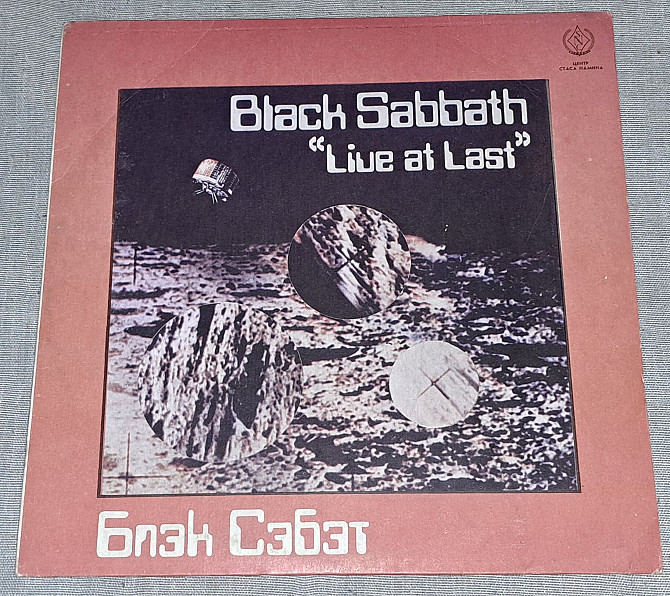 ЦЕНТР
СТАСА НАМИНА
Black Sabbath
“Live at Last”
Блэк Сэбэт